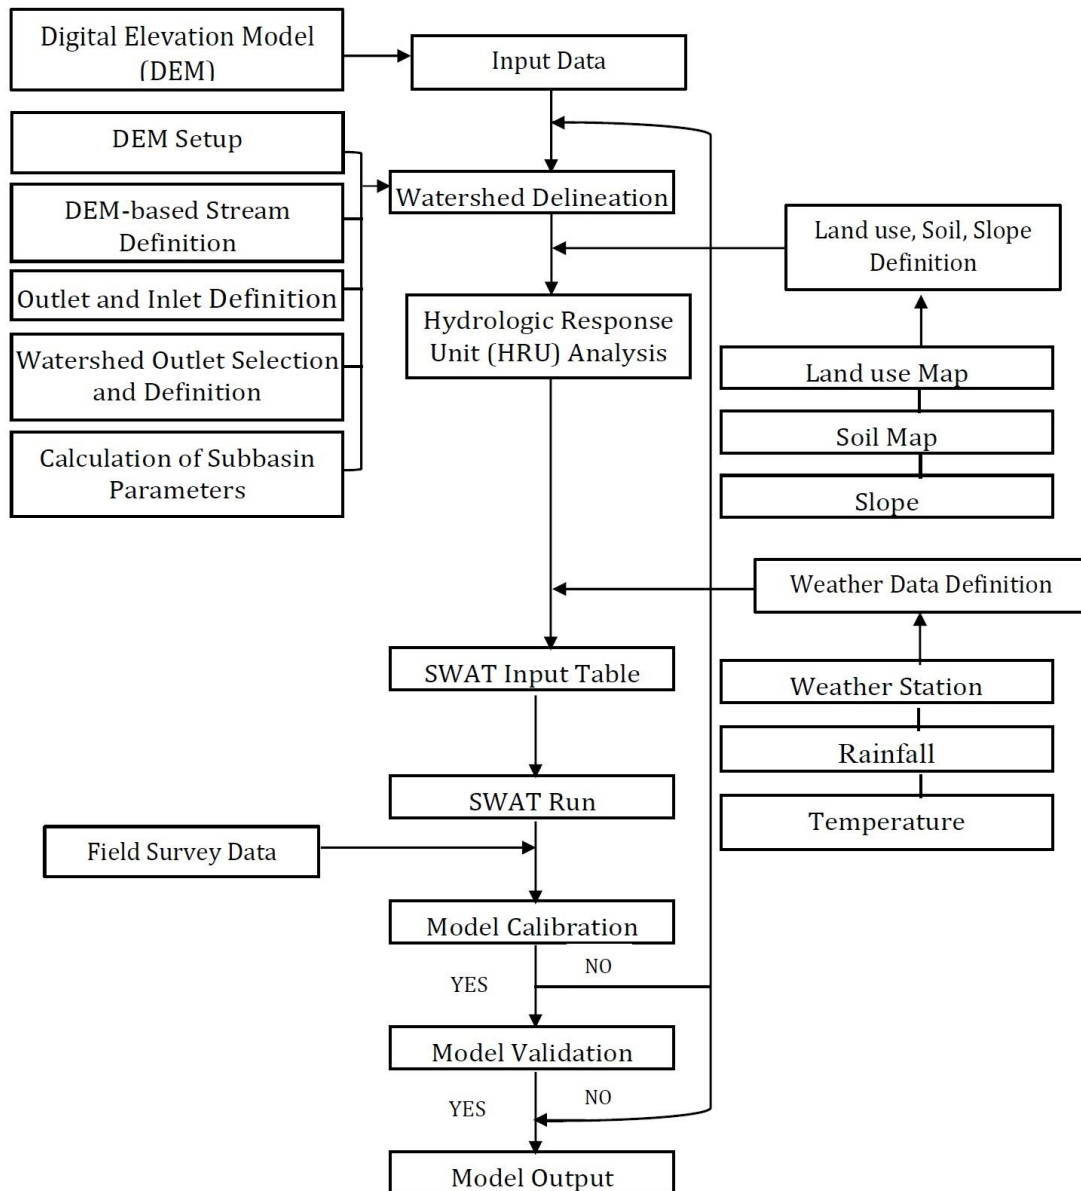 Digital Elevation Model
(DEM)
Input Data
DEM Setup
DEM-based Stream
Definition
Outlet and Inlet Definition
Watershed Outlet Selection
and Definition
Calculation of Subbasin
Parameters
Watershed Delineation
Land use, Soil, Slope
Definition
Hydrologic Response
Unit (HRU) Analysis
Land use Map
Soil Map
Slope
Weather Data Definition
SWAT Input Table
Weather Station
Rainfall
Temperature
SWAT Run
Field Survey Data
Model Calibration
YES
NO
Model Validation
YES
NO
Model Output